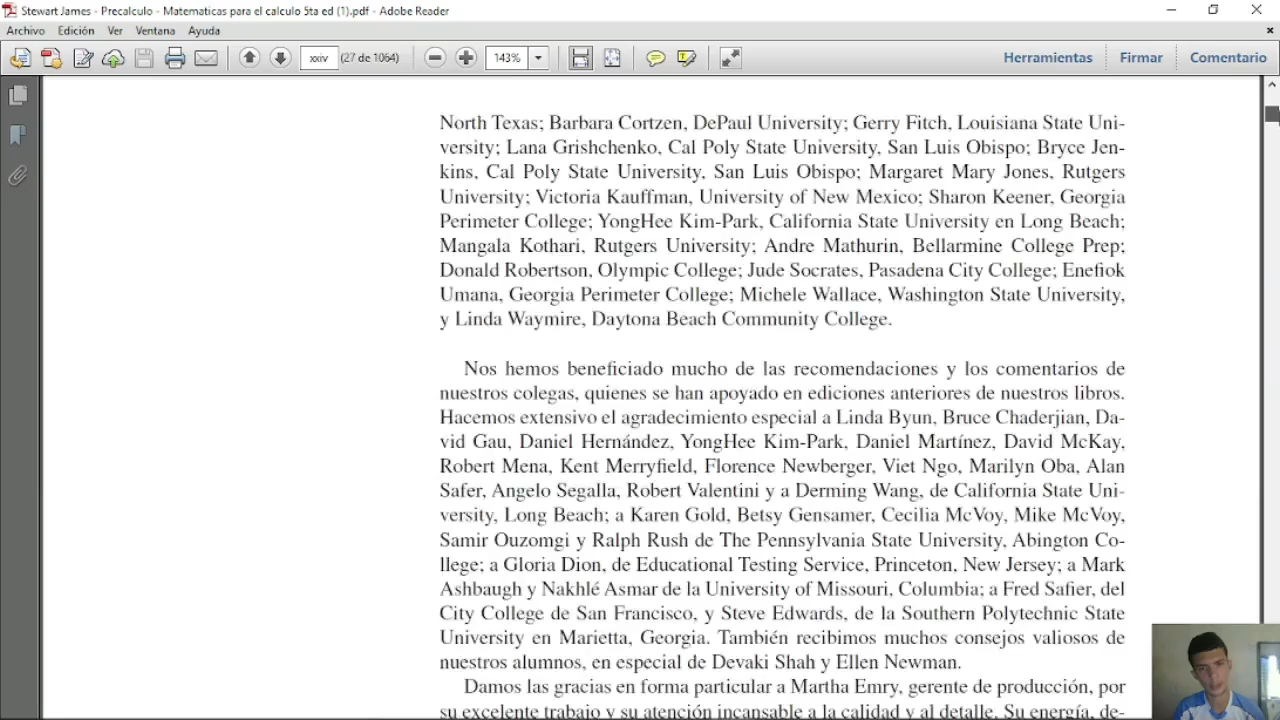 Stewart James - Precalculo - Matematicas para el calculo 5ta ed (1).pdf - Adobe Reader
Archivo Edición Ver Ventana Ayuda
xxiv (27 de 1064) 143% Herramientas Firmar Comentario
North Texas; Barbara Cortzen, DePaul University; Gerry Fitch, Louisiana State Uni-
versity; Lana Grishchenko, Cal Poly State University, San Luis Obispo; Bryce Jen-
kins, Cal Poly State University, San Luis Obispo; Margaret Mary Jones, Rutgers
University; Victoria Kauffman, University of New Mexico; Sharon Keener, Georgia
Perimeter College; YongHee Kim-Park, California State University en Long Beach;
Mangala Kothari, Rutgers University; Andre Mathurin, Bellarmine College Prep;
Donald Robertson, Olympic College; Jude Socrates, Pasadena City College; Enefiok
Umana, Georgia Perimeter College; Michele Wallace, Washington State University,
y Linda Waymire, Daytona Beach Community College.
Nos hemos beneficiado mucho de las recomendaciones y los comentarios de
nuestros colegas, quienes se han apoyado en ediciones anteriores de nuestros libros.
Hacemos extensivo el agradecimiento especial a Linda Byun, Bruce Chaderjian, Da-
vid Gau, Daniel Hernández, YongHee Kim-Park, Daniel Martínez, David McKay,
Robert Mena, Kent Merryfield, Florence Newberger, Viet Ngo, Marilyn Oba, Alan
Safer, Angelo Segalla, Robert Valentini y a Derming Wang, de California State Uni-
versity, Long Beach; a Karen Gold, Betsy Gensamer, Cecilia McVoy, Mike McVoy,
Samir Ouzomgi y Ralph Rush de The Pennsylvania State University, Abington Co-
llege; a Gloria Dion, de Educational Testing Service, Princeton, New Jersey; a Mark
Ashbaugh y Nakhlé Asmar de la University of Missouri, Columbia; a Fred Safier, del
City College de San Francisco, y Steve Edwards, de la Southern Polytechnic State
University en Marietta, Georgia. También recibimos muchos consejos valiosos de
nuestros alumnos, en especial de Devaki Shah y Ellen Newman.
Damos las gracias en forma particular a Martha Emry, gerente de producción, por
su excelente trabajo y su atención incansable a la calidad y al detalle. Su energía, de-